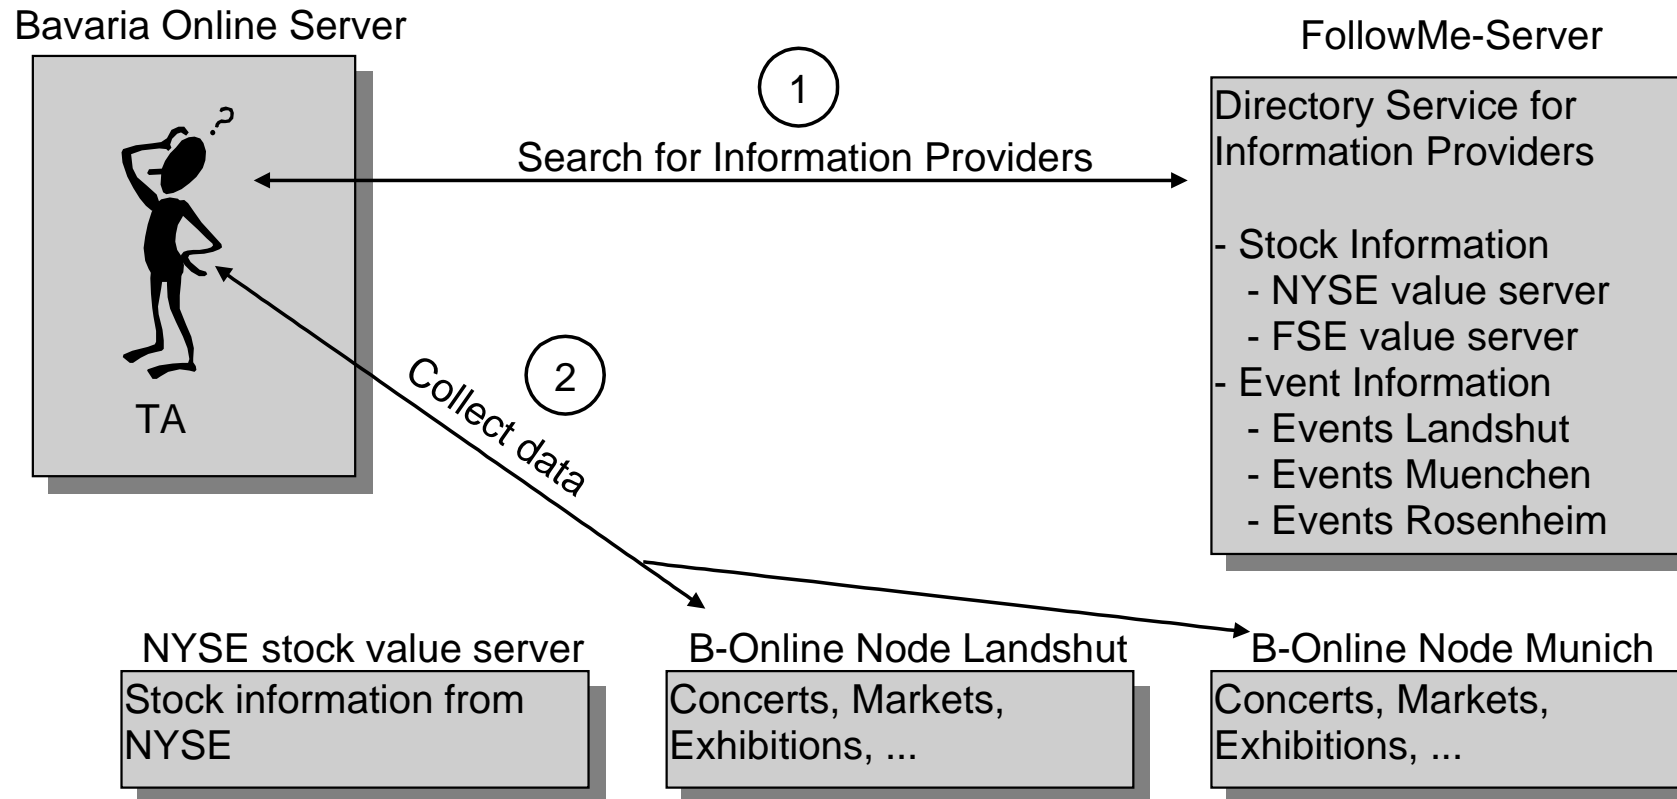 Bavaria Online Server
FollowMe-Server
?
TA
1
Search for Information Providers
2
Collect data
Directory Service for
Information Providers
- Stock Information
- NYSE value server
- FSE value server
- Event Information
- Events Landshut
- Events Muenchen
- Events Rosenheim
NYSE stock value server
Stock information from
NYSE
B-Online Node Landshut
Concerts, Markets,
Exhibitions, ...
B-Online Node Munich
Concerts, Markets,
Exhibitions, ...